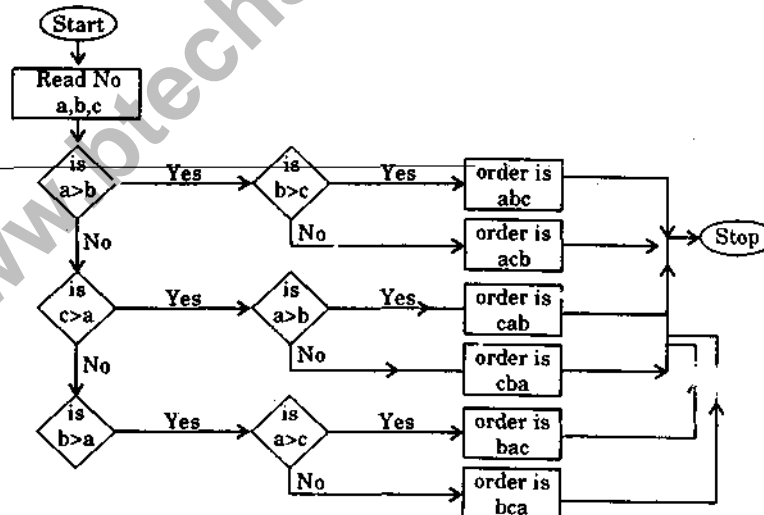 Start
Read No
a,b,c
is
a>b
Yes
is
b>c
Yes
order is
abc
No
No
order is
acb
Stop
is
c>a
Yes
is
a>b
Yes
order is
cab
No
No
order is
cba
is
b>a
Yes
is
a>c
Yes
order is
bac
No
order is
bca
www.btech